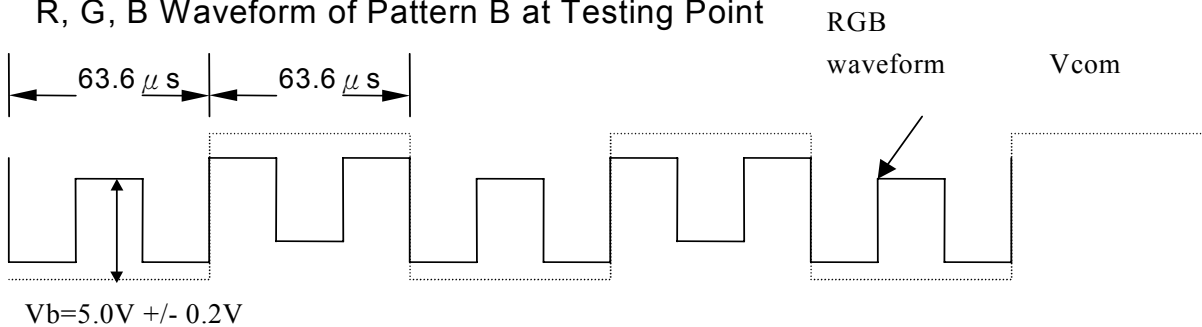 R, G, B Waveform of Pattern B at Testing Point
RGB
waveform
Vcom
63.6 μ s
63.6 μ s
Vb=5.0V +/- 0.2V